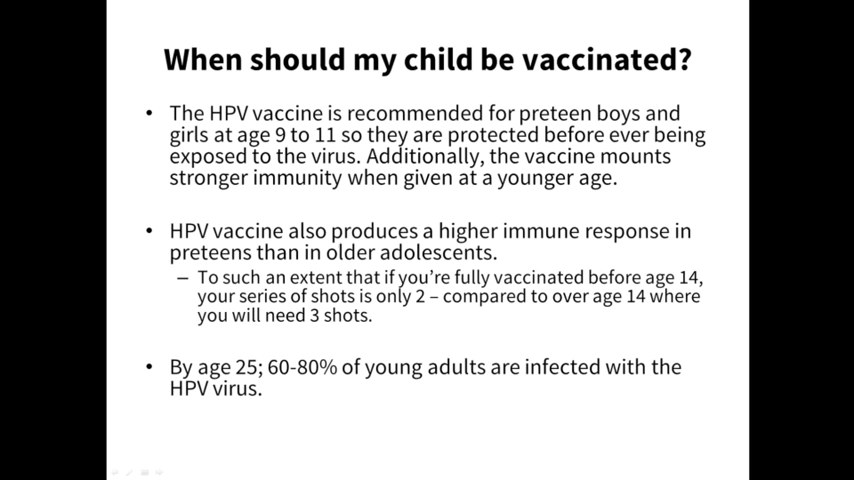 When should my child be vaccinated?
• The HPV vaccine is recommended for preteen boys and
girls at age 9 to 11 so they are protected before ever being
exposed to the virus. Additionally, the vaccine mounts
stronger immunity when given at a younger age.
• HPV vaccine also produces a higher immune response in
preteens than in older adolescents.
– To such an extent that if you’re fully vaccinated before age 14,
your series of shots is only 2 – compared to over age 14 where
you will need 3 shots.
• By age 25; 60-80% of young adults are infected with the
HPV virus.